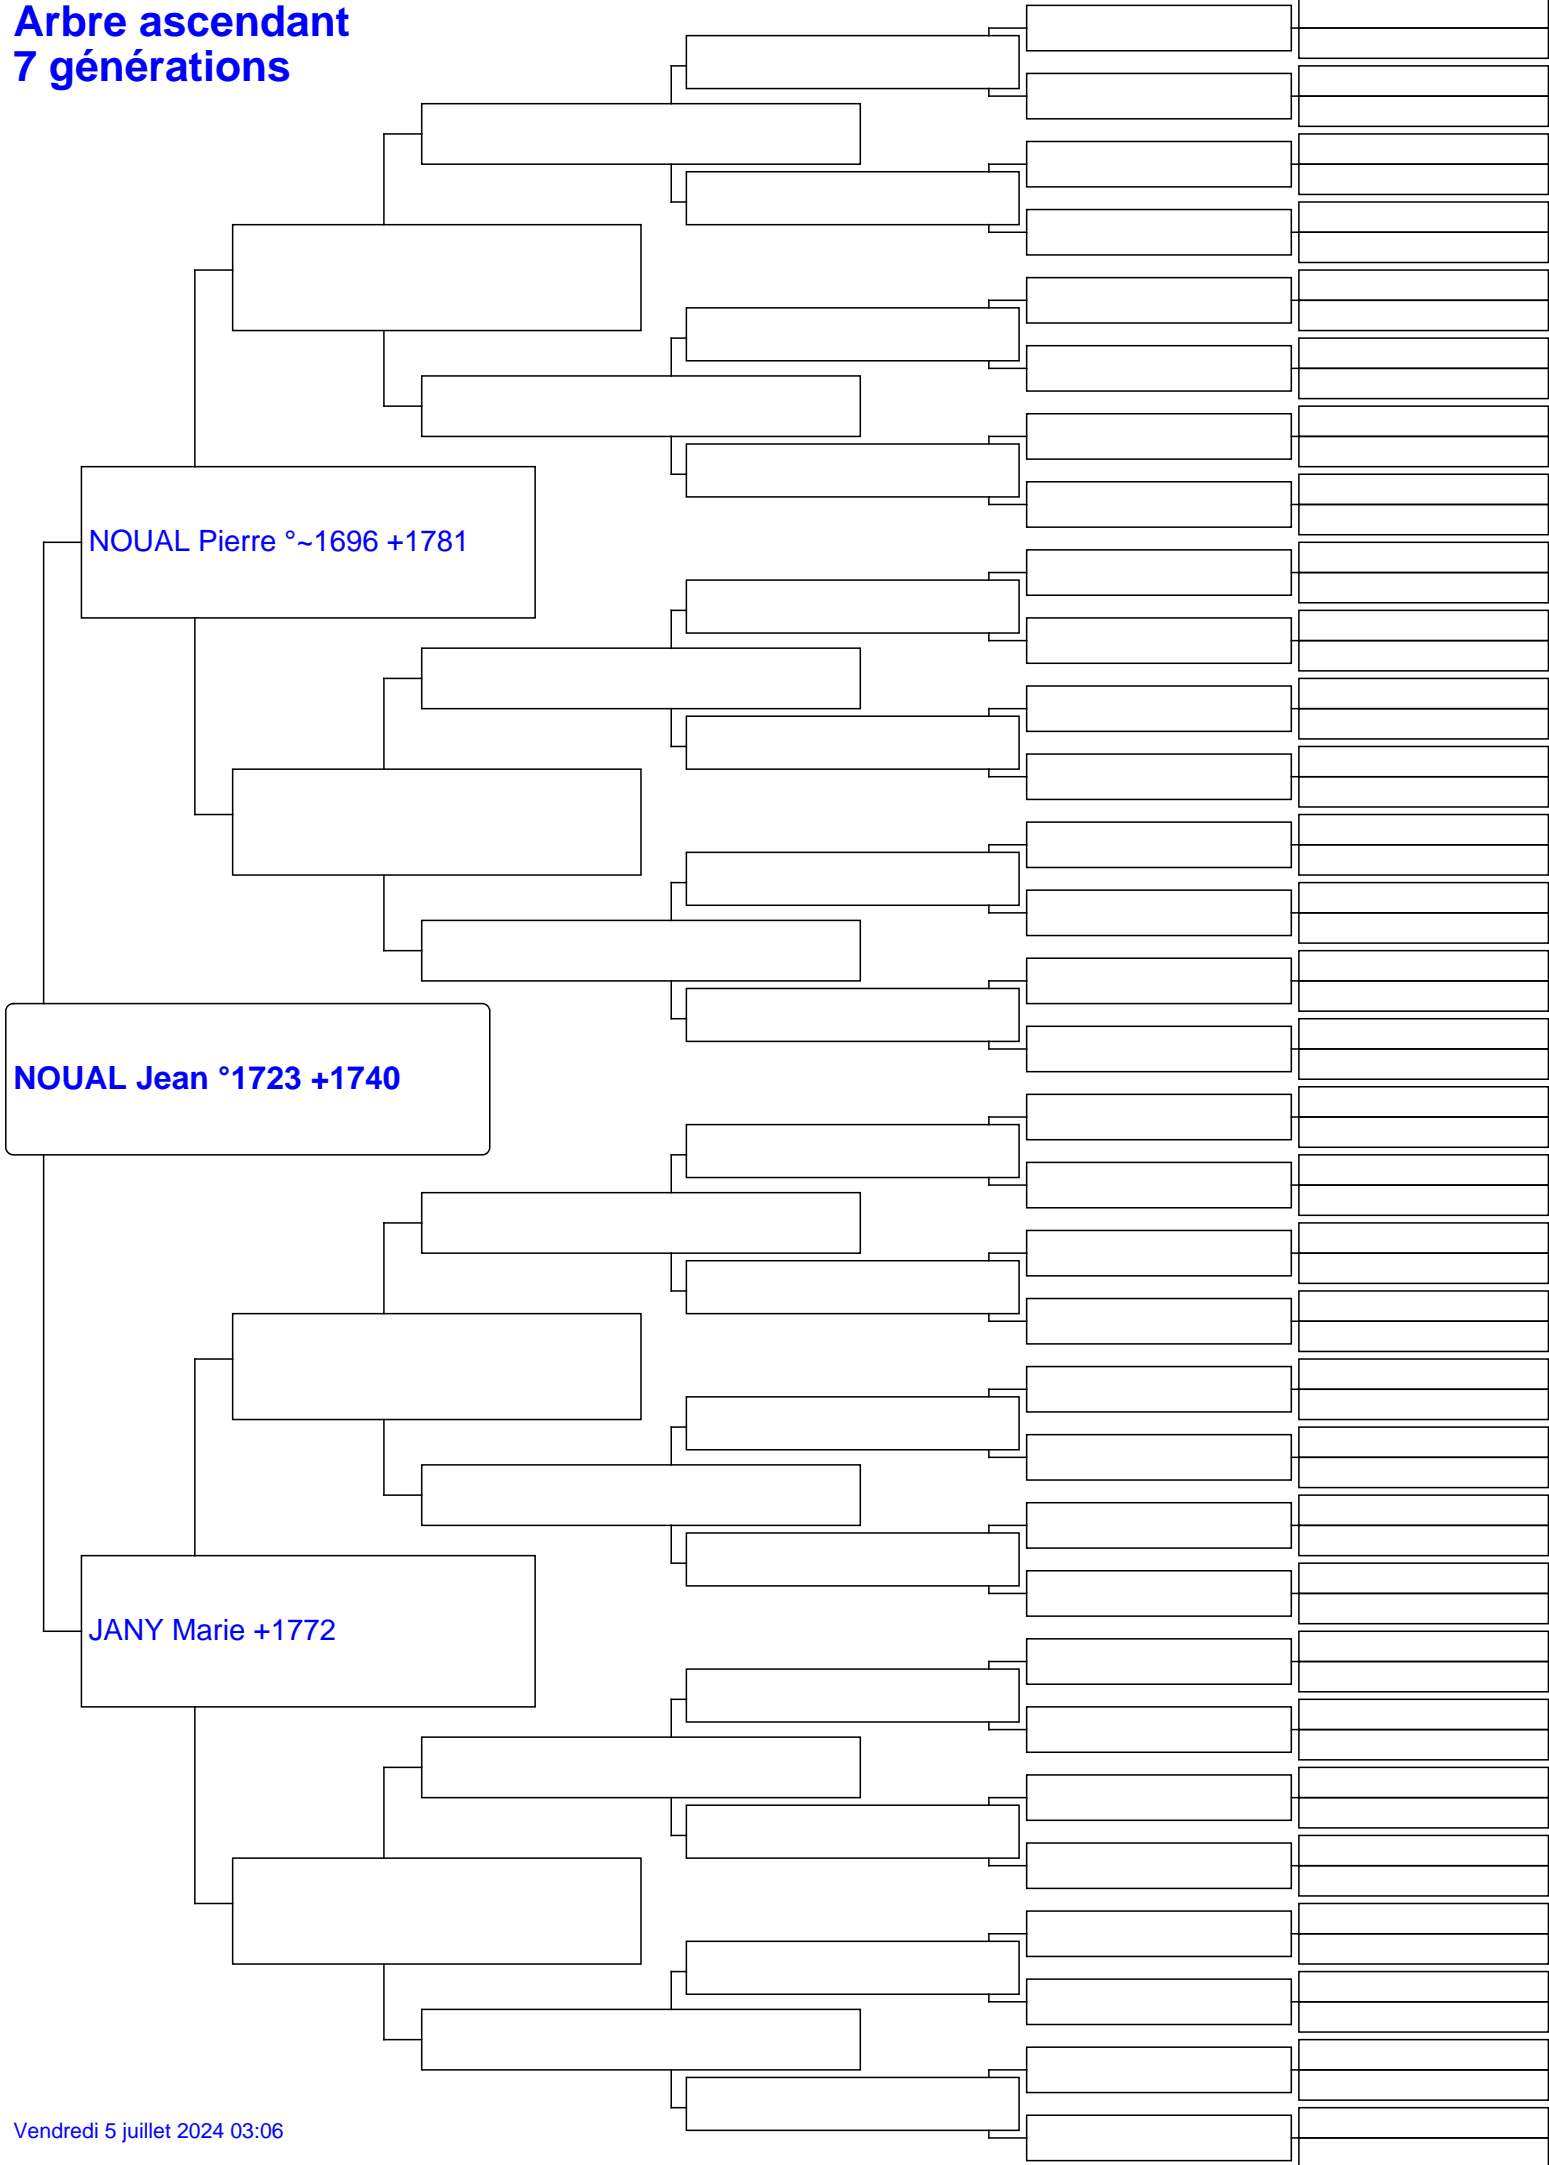 Arbre ascendant
7 générations
NOUAL Pierre °~1696 +1781
NOUAL Jean °1723 +1740
JANY Marie +1772
Vendredi 5 juillet 2024 03:06